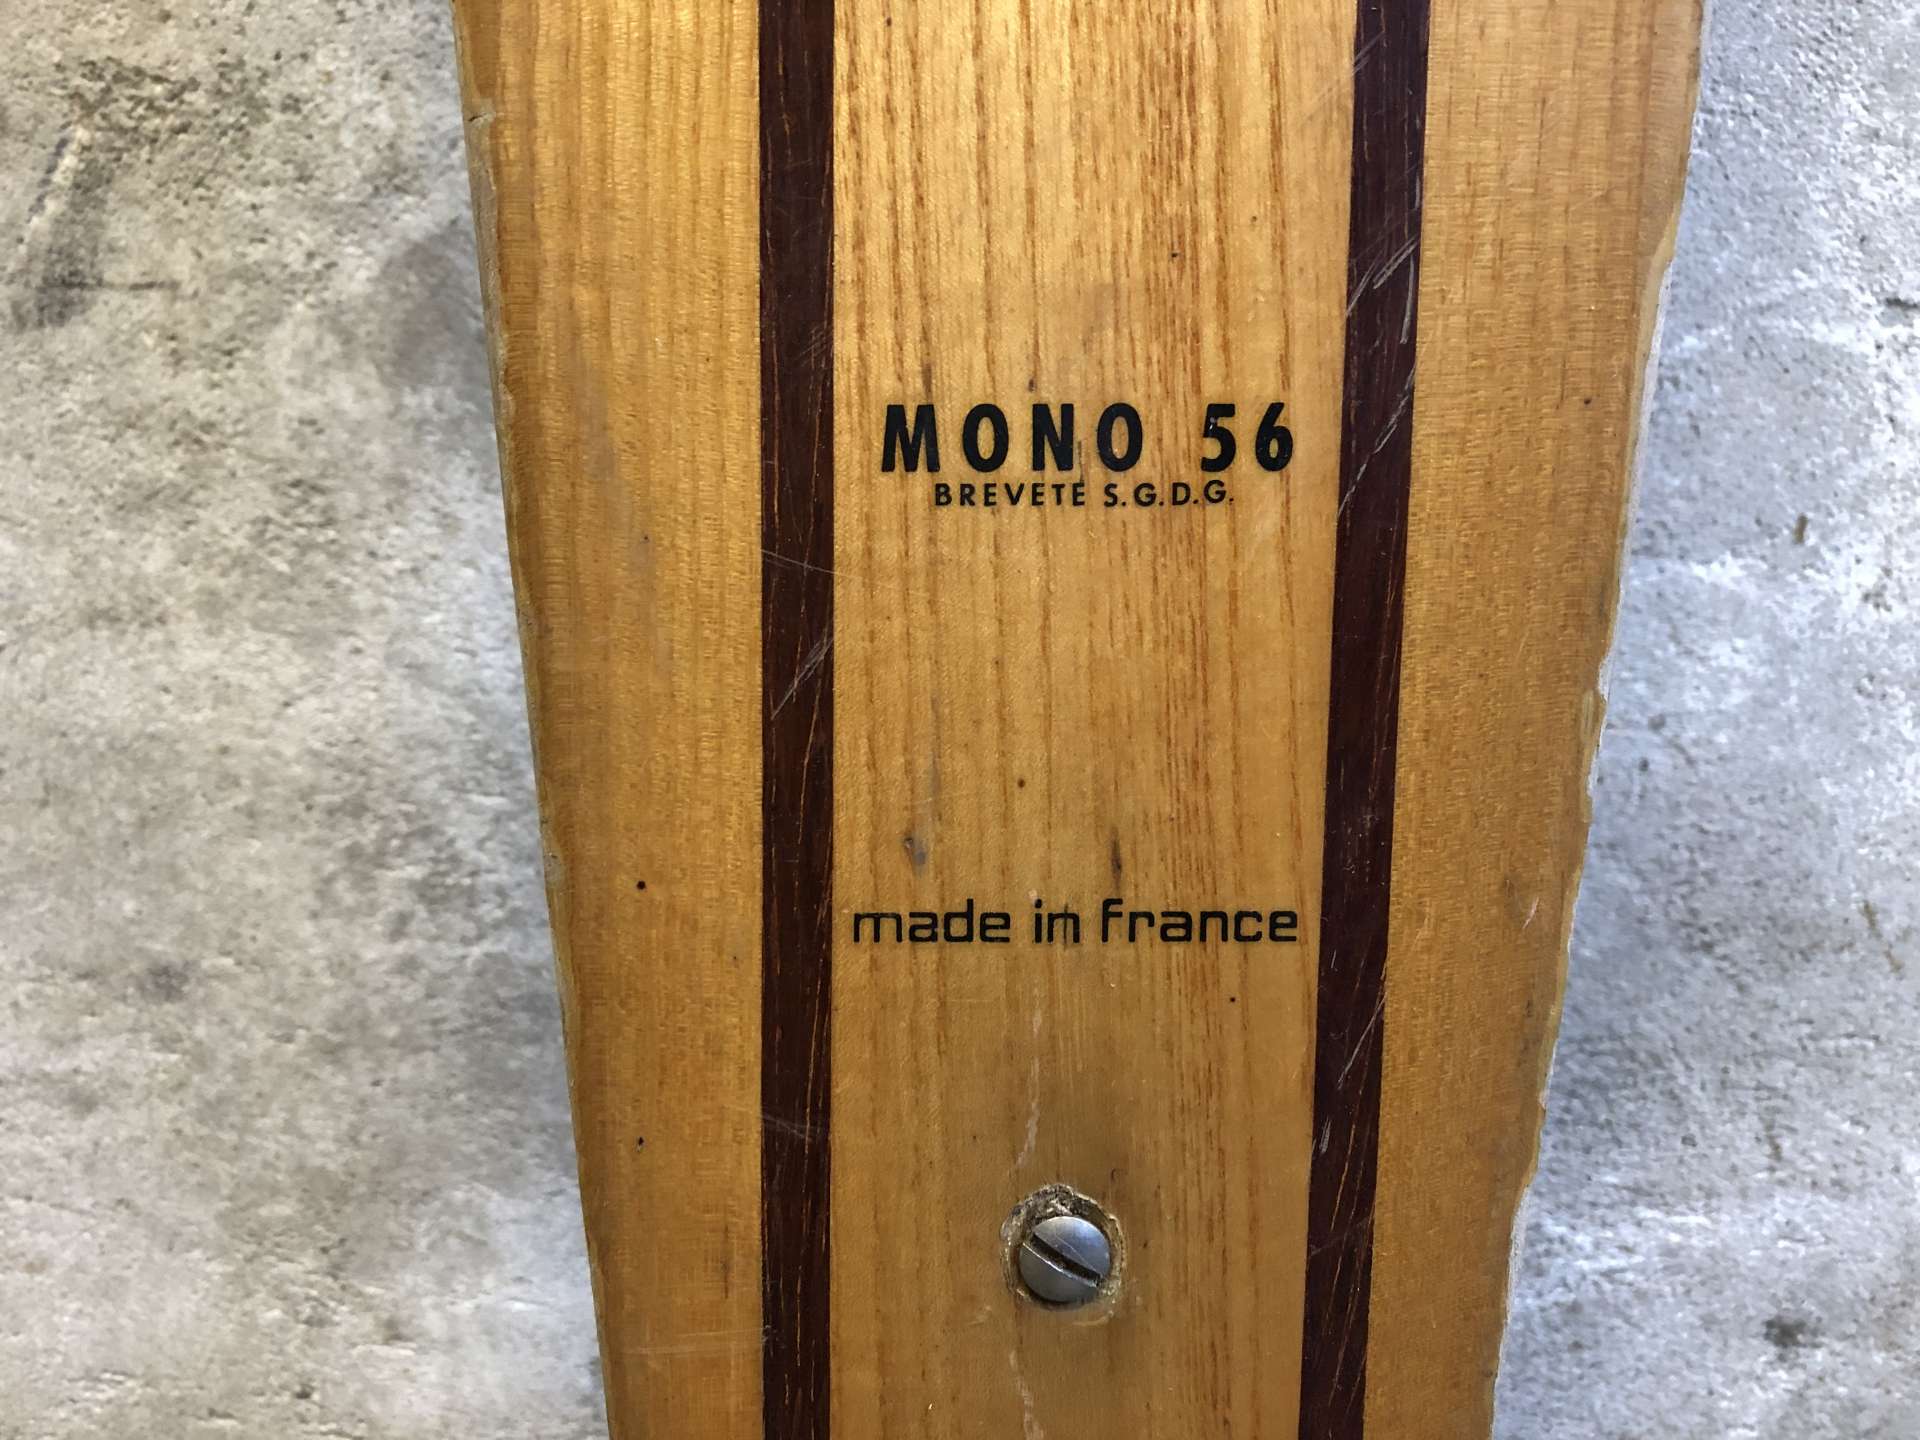 MONO 56
BREVETE S.G.D.G.
made in france